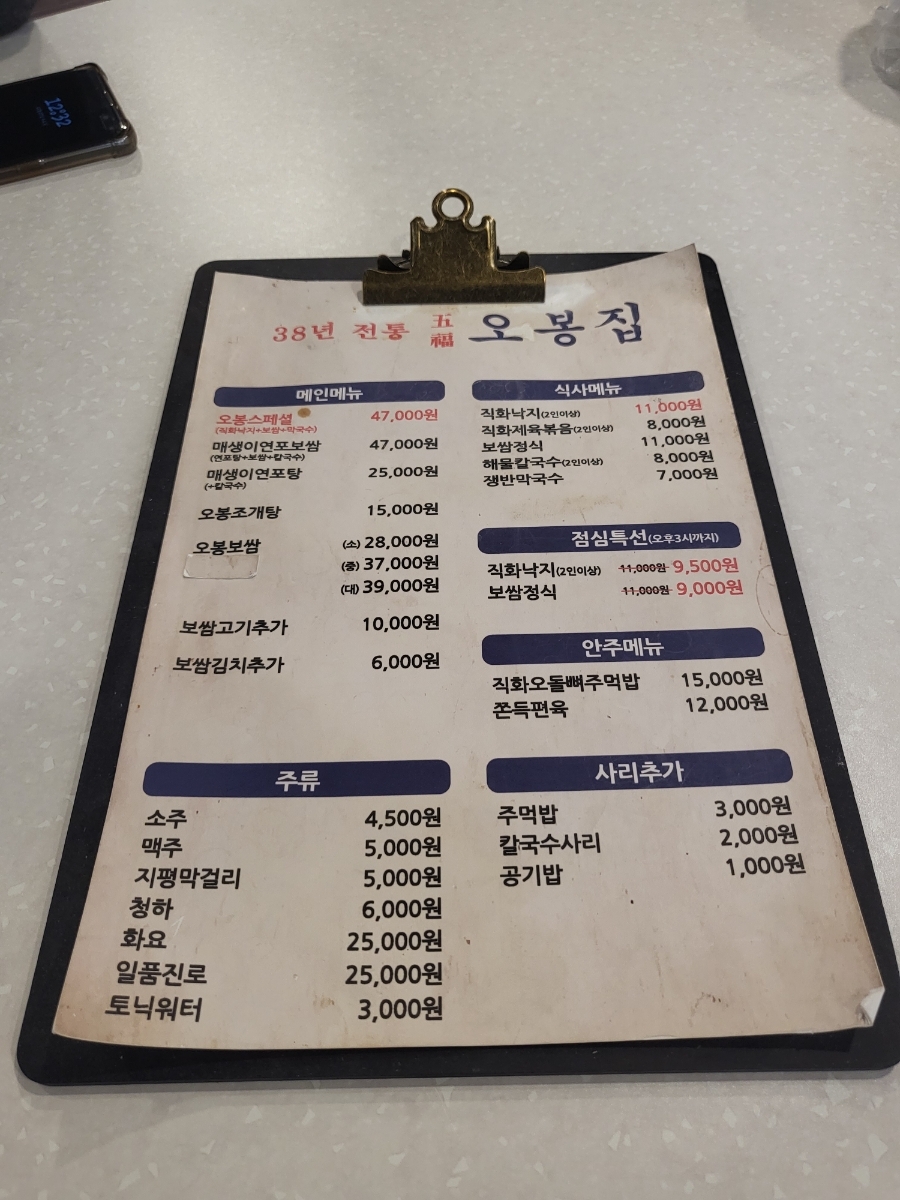 12:32
38년 전통 五福 오봉집
메인메뉴
오봉스페셜 47,000원
(직화낙지+보쌈+막국수)
매생이연포보쌈 47,000원
(연포탕+보쌈+칼국수)
매생이연포탕 25,000원
(+칼국수)
오봉조개탕 15,000원
오봉보쌈 (소) 28,000원
(중) 37,000원
(대) 39,000원
보쌈고기추가 10,000원
보쌈김치추가 6,000원
식사메뉴
직화낙지(2인이상) 11,000원
직화제육볶음(2인이상) 8,000원
보쌈정식 11,000원
해물칼국수(2인이상) 8,000원
쟁반막국수 7,000원
점심특선(오후3시까지)
직화낙지(2인이상) 11,000원 9,500원
보쌈정식 11,000원 9,000원
안주메뉴
직화오돌뼈주먹밥 15,000원
쫀득편육 12,000원
주류
소주 4,500원
맥주 5,000원
지평막걸리 5,000원
청하 6,000원
화요 25,000원
일품진로 25,000원
토닉워터 3,000원
사리추가
주먹밥 3,000원
칼국수사리 2,000원
공기밥 1,000원